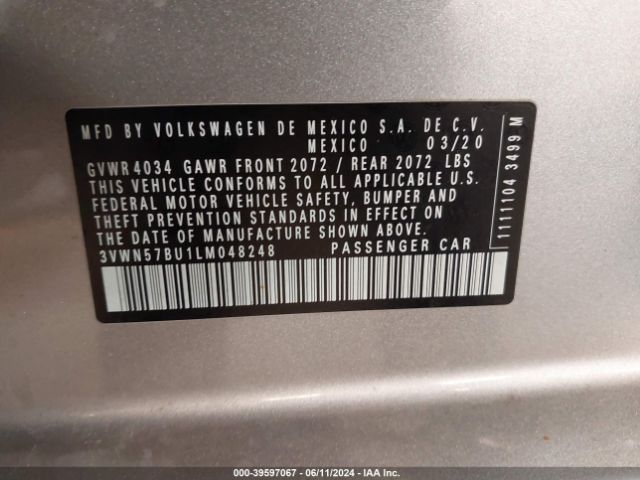 MFD BY VOLKSWAGEN DE MEXICO S.A. DE C.V.
MEXICO 03/20
GVWR 4034 GAWR FRONT 2072 / REAR 2072 LBS
THIS VEHICLE CONFORMS TO ALL APPLICABLE U.S.
FEDERAL MOTOR VEHICLE SAFETY, BUMPER AND
THEFT PREVENTION STANDARDS IN EFFECT ON
THE DATE OF MANUFACTURE SHOWN ABOVE.
3VWN57BU1LM048248 PASSENGER CAR
1111104 3499 M
000-39597067 - 06/11/2024 - IAAI.COM